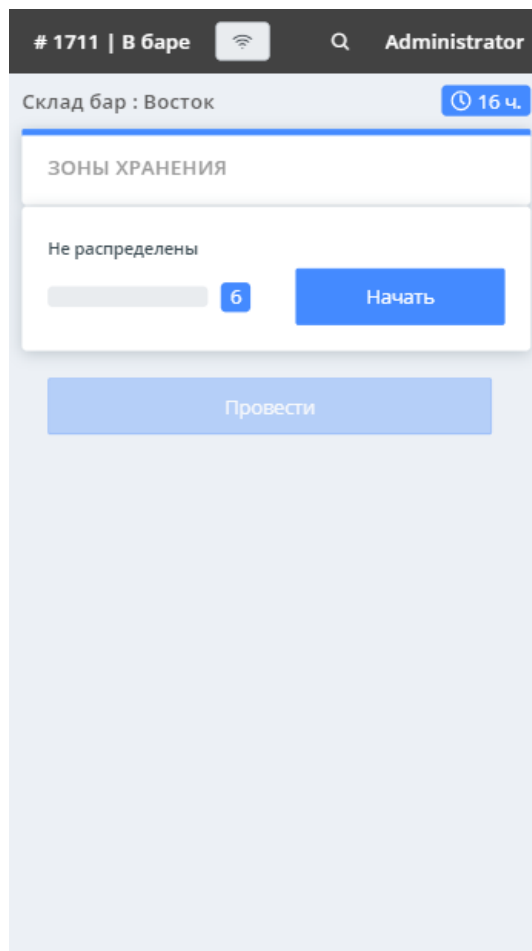 # 1711 | В баре Administrator
Склад бар : Восток 16 ч.
ЗОНЫ ХРАНЕНИЯ
Не распределены
6 Начать
Провести